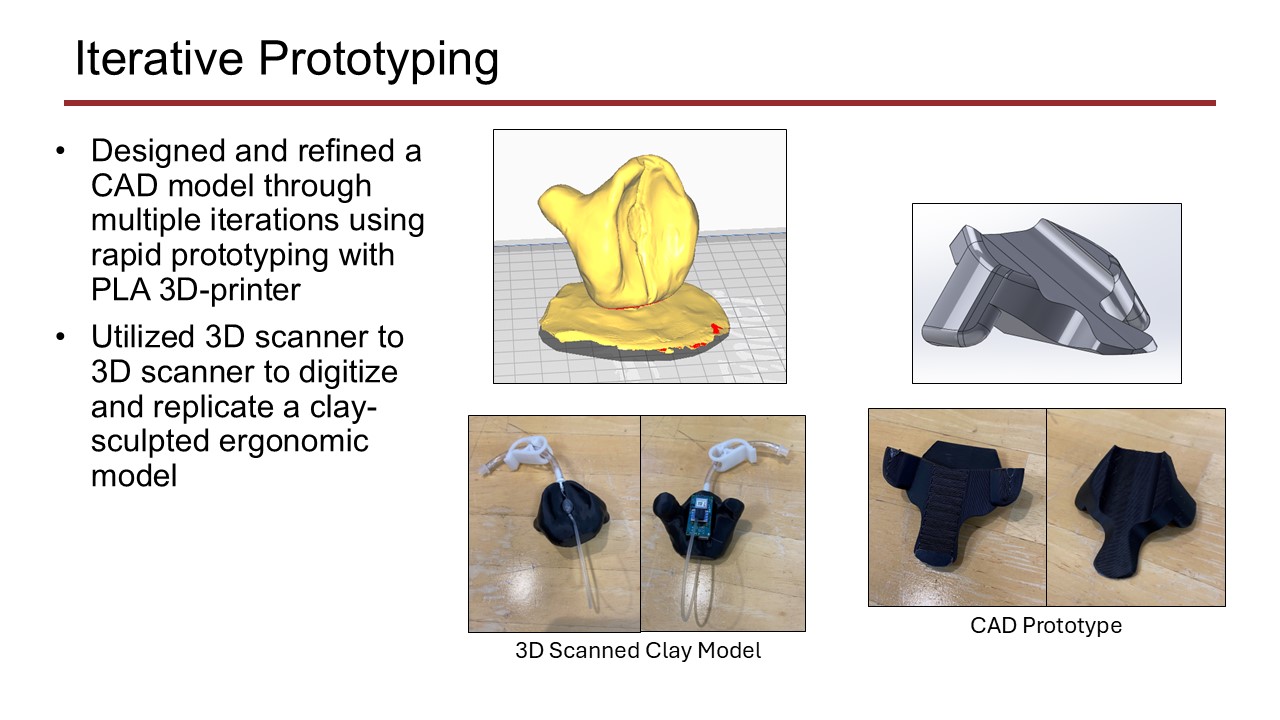 Iterative Prototyping
• Designed and refined a
CAD model through
multiple iterations using
rapid prototyping with
PLA 3D-printer
• Utilized 3D scanner to
3D scanner to digitize
and replicate a clay-
sculpted ergonomic
model
3D Scanned Clay Model
CAD Prototype